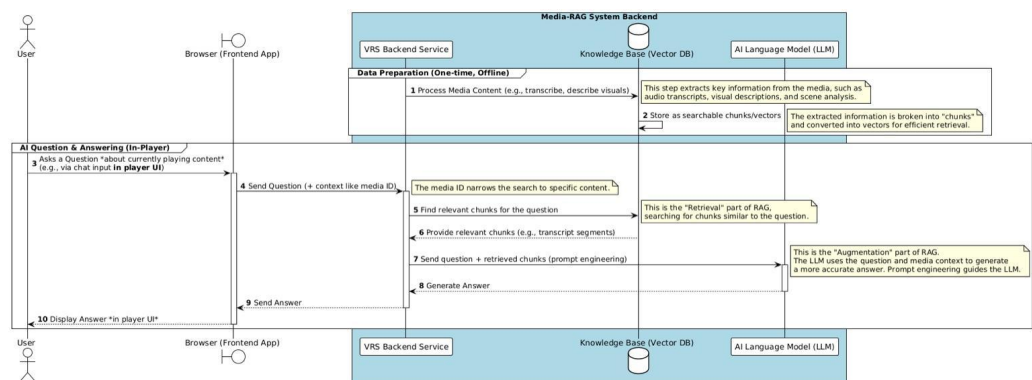 Media-RAG System Backend
User
Browser (Frontend App)
VRS Backend Service
Knowledge Base (Vector DB)
AI Language Model (LLM)
Data Preparation (One-time, Offline)
1 Process Media Content (e.g., transcribe, describe visuals)
This step extracts key information from the media, such as
audio transcripts, visual descriptions, and scene analysis.
2 Store as searchable chunks/vectors
The extracted information is broken into "chunks"
and converted into vectors for efficient retrieval.
AI Question & Answering (In-Player)
3 Asks a Question *about currently playing content*
(e.g., via chat input in player UI)
4 Send Question (+ context like media ID)
The media ID narrows the search to specific content.
5 Find relevant chunks for the question
This is the "Retrieval" part of RAG,
searching for chunks similar to the question.
6 Provide relevant chunks (e.g., transcript segments)
7 Send question + retrieved chunks (prompt engineering)
This is the "Augmentation" part of RAG.
The LLM uses the question and media context to generate
a more accurate answer. Prompt engineering guides the LLM.
8 Generate Answer
9 Send Answer
10 Display Answer *in player UI*
User
Browser (Frontend App)
VRS Backend Service
Knowledge Base (Vector DB)
AI Language Model (LLM)